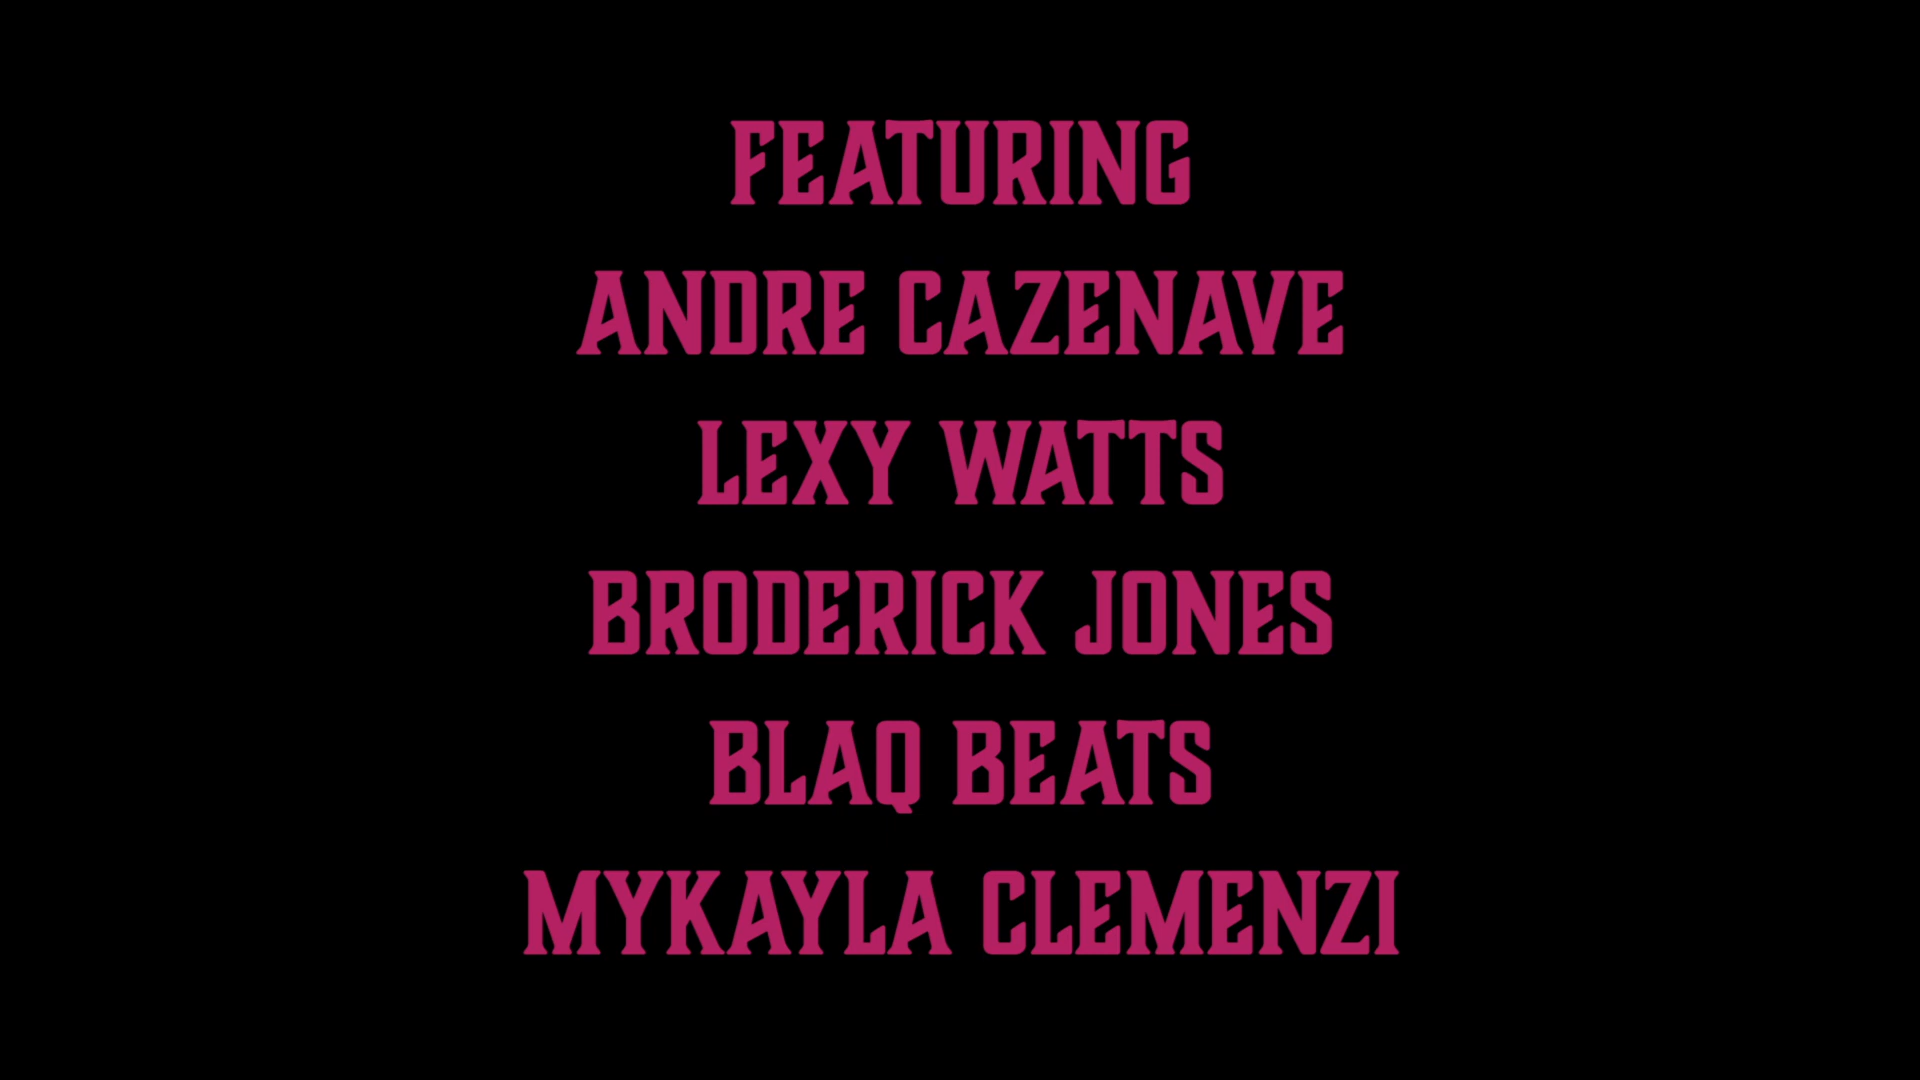 FEATURING
ANDRE CAZENAVE
LEXY WATTS
BRODERICK JONES
BLAQ BEATS
MYKAYLA CLEMENZI